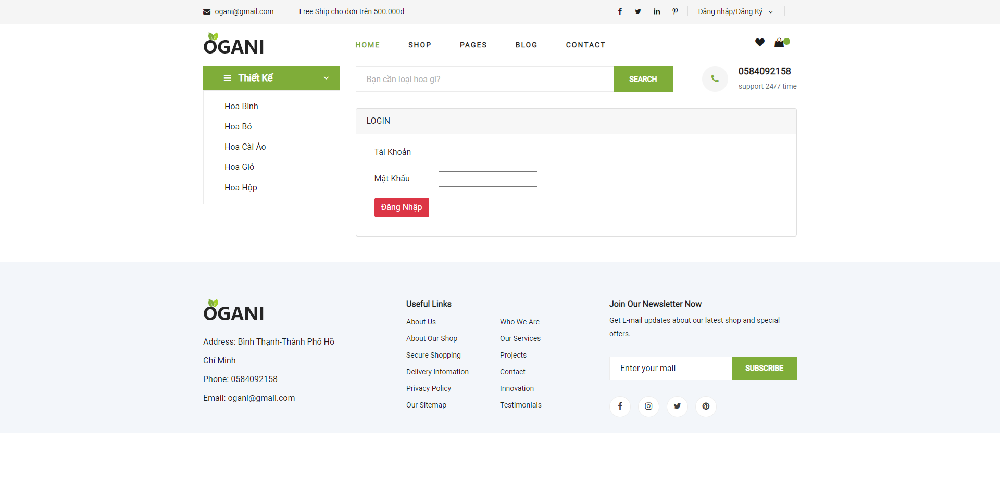 ogani@gmail.com
Free Ship cho đơn trên 500.000đ
Đăng nhập/Đăng Ký
OGANI
HOME
SHOP
PAGES
BLOG
CONTACT
Thiết Kế
Bạn cần loại hoa gì?
SEARCH
0584092158
support 24/7 time
Hoa Bình
Hoa Bó
Hoa Cài Áo
Hoa Giỏ
Hoa Hộp
LOGIN
Tài Khoản
Mật Khẩu
Đăng Nhập
OGANI
Address: Bình Thạnh-Thành Phố Hồ
Chí Minh
Phone: 0584092158
Email: ogani@gmail.com
Useful Links
About Us
About Our Shop
Secure Shopping
Delivery infomation
Privacy Policy
Our Sitemap
Who We Are
Our Services
Projects
Contact
Innovation
Testimonials
Join Our Newsletter Now
Get E-mail updates about our latest shop and special
offers.
Enter your mail
SUBSCRIBE